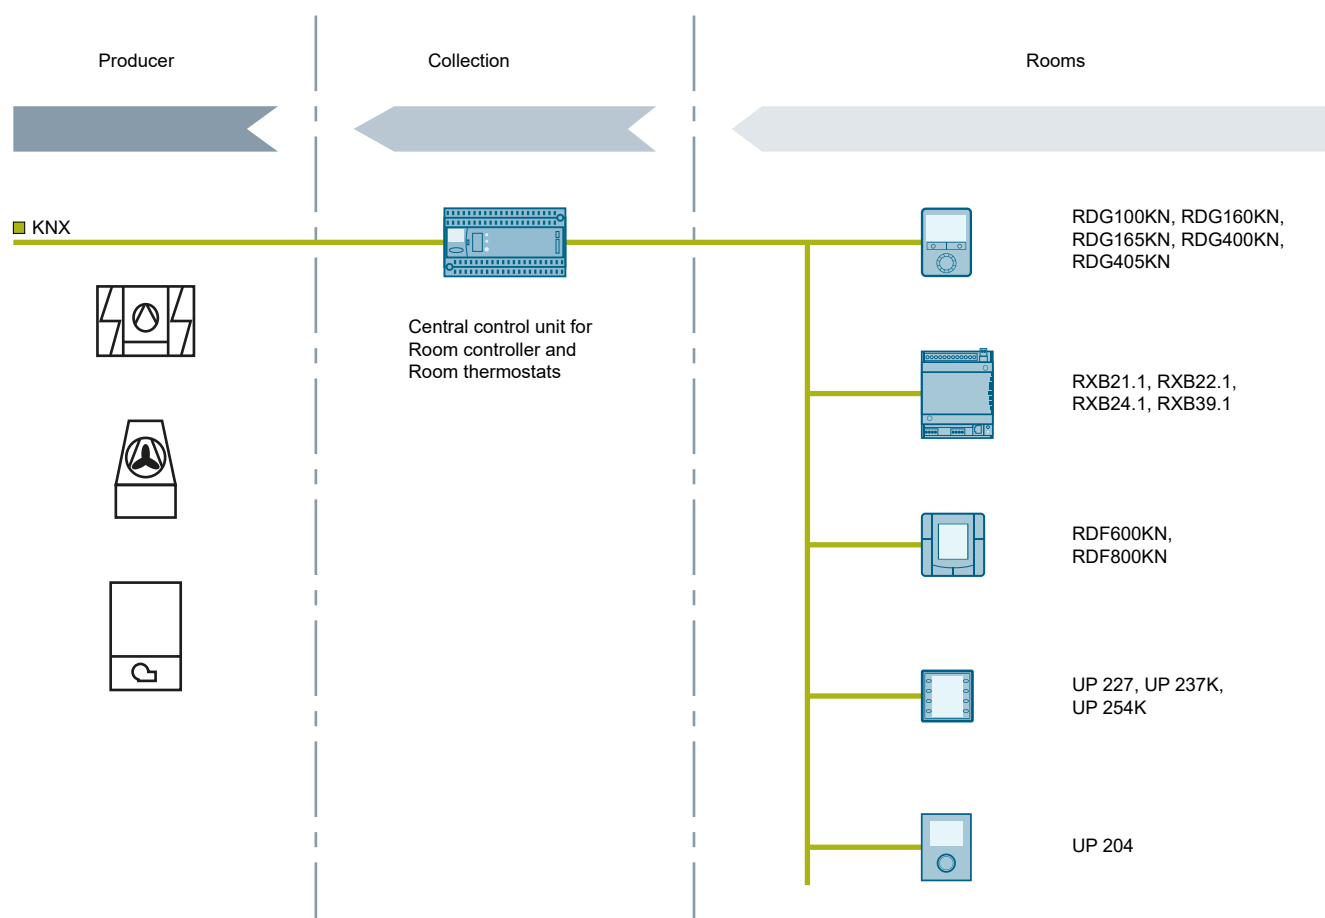 Producer
Collection
Rooms
KNX
Central control unit for
Room controller and
Room thermostats
RDG100KN, RDG160KN,
RDG165KN, RDG400KN,
RDG405KN
RXB21.1, RXB22.1,
RXB24.1, RXB39.1
RDF600KN,
RDF800KN
UP 227, UP 237K,
UP 254K
UP 204